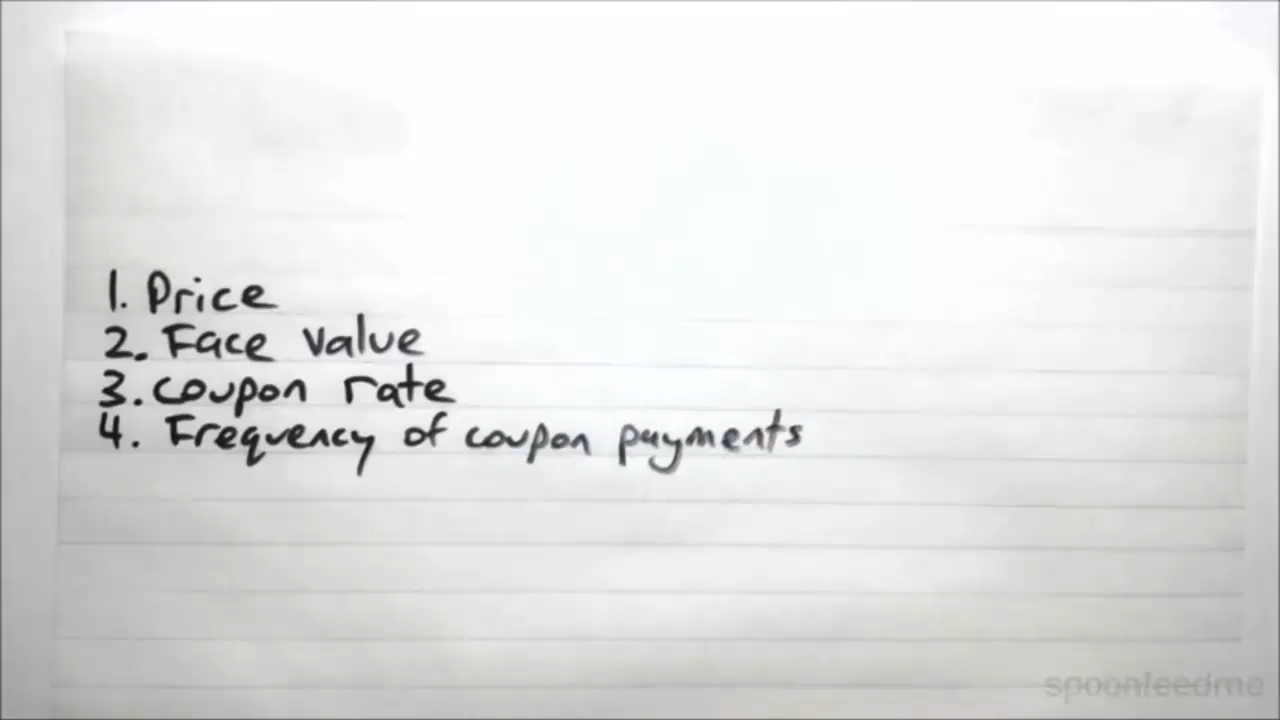 1. Price
2. Face value
3. coupon rate
4. Frequency of coupon payments
spoonfeedme